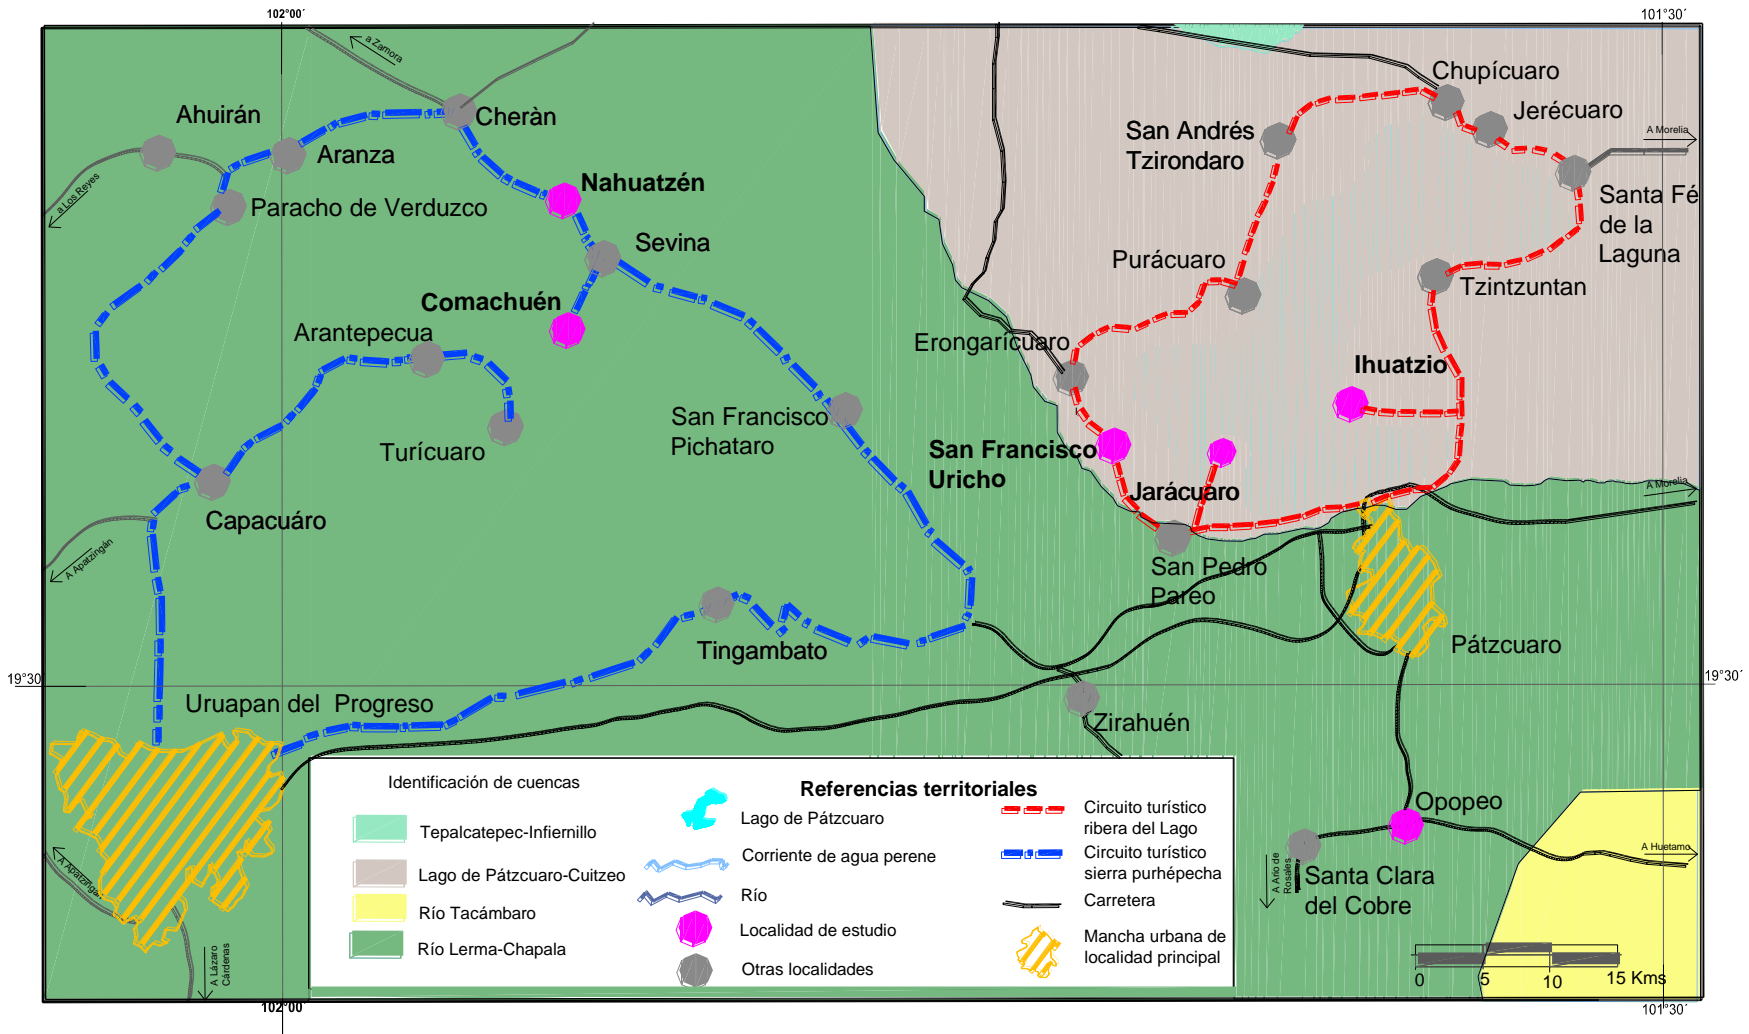 102°00´
101°30´
a Zamora
Chupícuaro
Ahuirán
Cheràn
Jerécuaro
San Andrés
Tzirondaro
A Morelia
Aranza
Nahuatzén
a Los Reyes
Paracho de Verduzco
Santa Fé
de la
Laguna
Sevina
Purácuaro
Tzintzuntan
Comachuén
Arantepecua
Erongarícuaro
Ihuatzio
San Francisco
Pichataro
Turícuaro
San Francisco
Uricho
Jarácuaro
A Morelia
Capacuáro
A Apatzingán
San Pedro
Pareo
Tingambato
Pátzcuaro
19°30´
19°30´
Uruapan del Progreso
Zirahuén
Identificación de cuencas
Tepalcatepec-Infiernillo
Lago de Pátzcuaro-Cuitzeo
Río Tacámbaro
Río Lerma-Chapala
Referencias territoriales
Lago de Pátzcuaro
Corriente de agua perene
Río
Localidad de estudio
Otras localidades
Circuito turístico
ribera del Lago
Circuito turístico
sierra purhépecha
Carretera
Mancha urbana de
localidad principal
Opopeo
A Huetamo
A Ario de
Rosales
Santa Clara
del Cobre
A Apatzingán
A Lázaro
Cárdenas
0 5 10 15 Kms
102°00´
101°30´